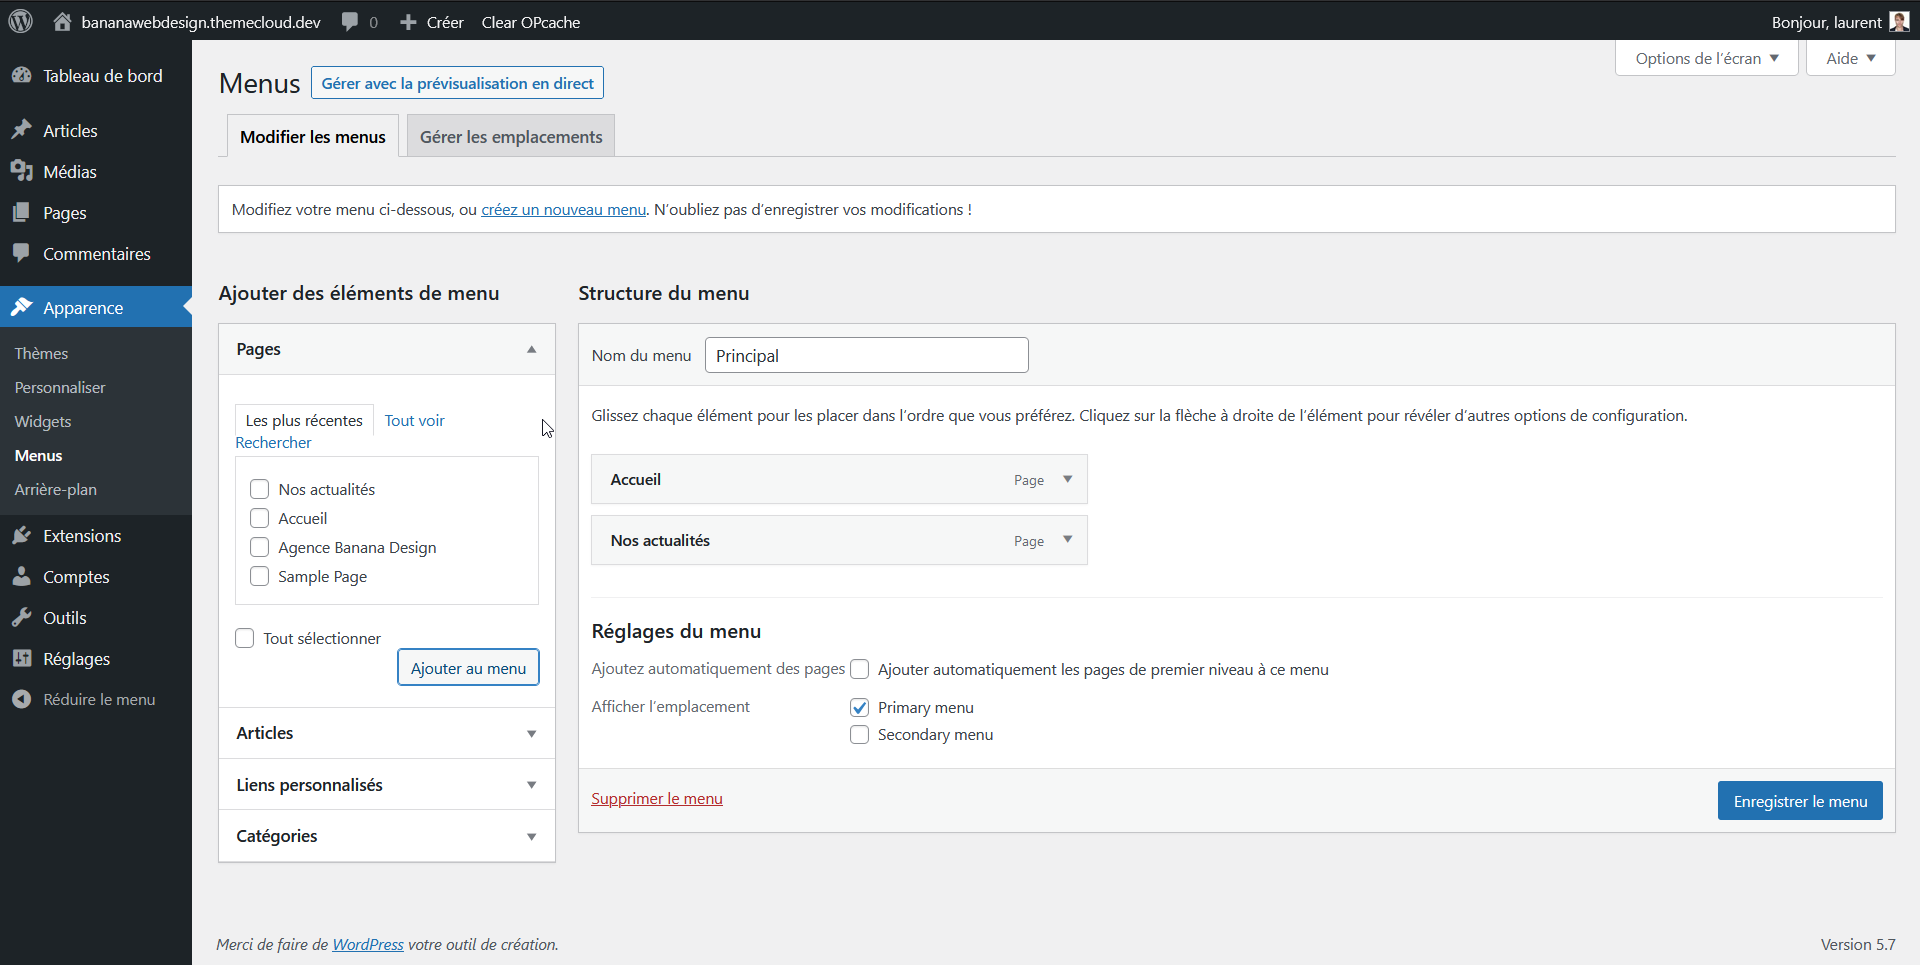 bananawebdesign.themecloud.dev 0 Créer Clear OPcache Bonjour, laurent
Options de l’écran Aide
Tableau de bord
Articles
Médias
Pages
Commentaires
Apparence
Thèmes
Personnaliser
Widgets
Menus
Arrière-plan
Extensions
Comptes
Outils
Réglages
Réduire le menu
Menus Gérer avec la prévisualisation en direct
Modifier les menus Gérer les emplacements
Modifiez votre menu ci-dessous, ou créez un nouveau menu. N’oubliez pas d’enregistrer vos modifications !
Ajouter des éléments de menu
Pages
Les plus récentes Tout voir
Rechercher
Nos actualités
Accueil
Agence Banana Design
Sample Page
Tout sélectionner
Ajouter au menu
Articles
Liens personnalisés
Catégories
Structure du menu
Nom du menu Principal
Glissez chaque élément pour les placer dans l’ordre que vous préférez. Cliquez sur la flèche à droite de l’élément pour révéler d’autres options de configuration.
Accueil Page
Nos actualités Page
Réglages du menu
Ajoutez automatiquement des pages Ajouter automatiquement les pages de premier niveau à ce menu
Afficher l’emplacement Primary menu
Secondary menu
Supprimer le menu Enregistrer le menu
Merci de faire de WordPress votre outil de création. Version 5.7